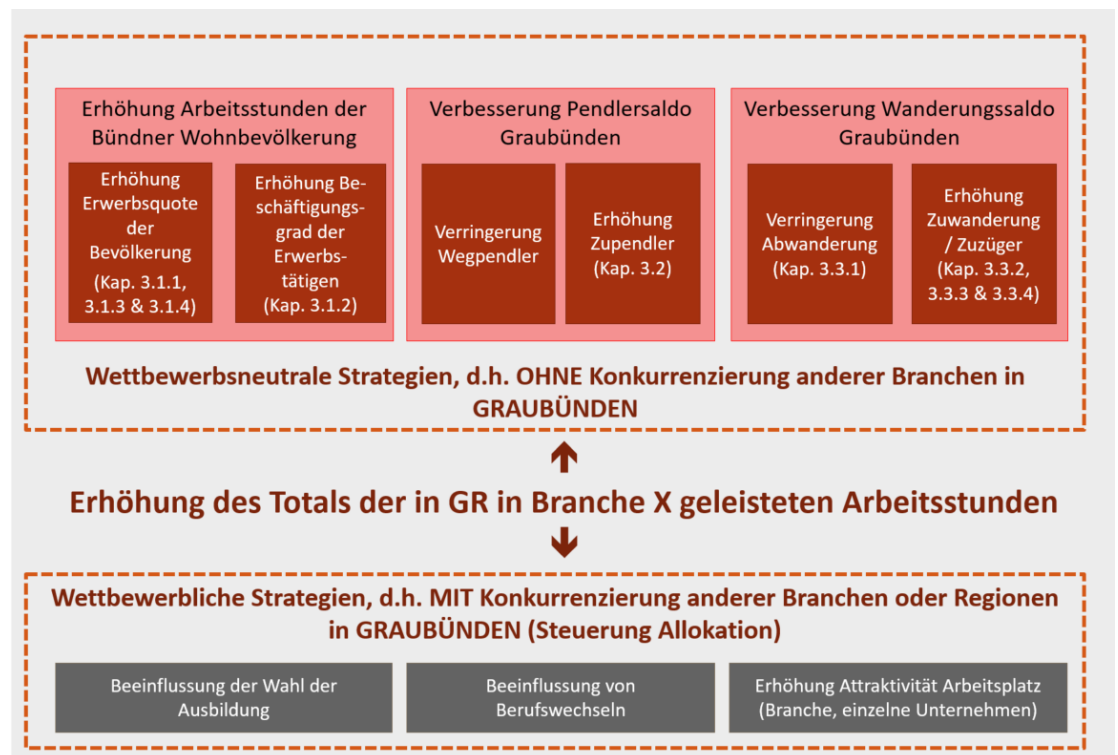 Erhöhung Arbeitsstunden der
Bündner Wohnbevölkerung
Erhöhung
Erwerbsquote
der
Bevölkerung
(Kap. 3.1.1,
3.1.3 & 3.1.4)
Erhöhung Be-
schäftigungs-
grad der
Erwerbs-
tätigen
(Kap. 3.1.2)
Verbesserung Pendlersaldo
Graubünden
Verringerung
Wegpendler
Erhöhung
Zupendler
(Kap. 3.2)
Verbesserung Wanderungssaldo
Graubünden
Verringerung
Abwanderung
(Kap. 3.3.1)
Erhöhung
Zuwanderung
/ Zuzüger
(Kap. 3.3.2,
3.3.3 & 3.3.4)
Wettbewerbsneutrale Strategien, d.h. OHNE Konkurrenzierung anderer Branchen in
GRAUBÜNDEN
Erhöhung des Totals der in GR in Branche X geleisteten Arbeitsstunden
Wettbewerbliche Strategien, d.h. MIT Konkurrenzierung anderer Branchen oder Regionen
in GRAUBÜNDEN (Steuerung Allokation)
Beeinflussung der Wahl der
Ausbildung
Beeinflussung von
Berufswechseln
Erhöhung Attraktivität Arbeitsplatz
(Branche, einzelne Unternehmen)